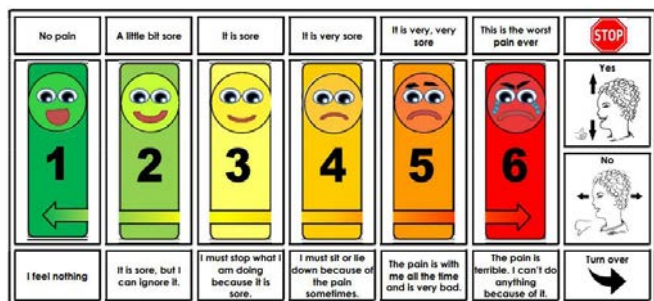 No pain
A little bit sore
It is sore
It is very sore
It is very, very
sore
This is the worst
pain ever
STOP
Yes
1
2
3
4
5
6
No
I feel nothing
It is sore, but I
can ignore it.
I must stop what I
am doing
because it is
sore.
I must sit or lie
down because of
the pain
sometimes.
The pain is with
me all the time
and is very bad.
The pain is
terrible. I can't do
anything
because of it.
Turn over